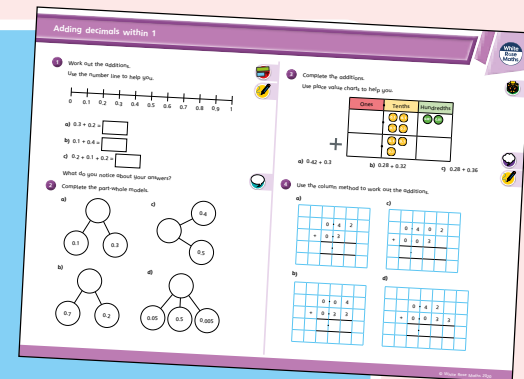 Adding decimals within 1
White
Rose
Maths
1 Work out the additions.
Use the number line to help you.
0 0.1 0.2 0.3 0.4 0.5 0.6 0.7 0.8 0.9 1
a) 0.3 + 0.2 =
b) 0.1 + 0.4 =
c) 0.2 + 0.1 + 0.2 =
What do you notice about your answers?
2 Complete the part-whole models.
a)
0.1 0.3
c)
0.4
0.5
b)
0.7 0.2
d)
0.05 0.5 0.005
3 Complete the additions.
Use place value charts to help you.
Ones Tenths Hundredths
+
a) 0.42 + 0.3 b) 0.28 + 0.32 c) 0.28 + 0.36
4 Use the column method to work out the additions.
a)
0 . 4 2
+ 0 . 3
.
c)
0 . 4 0 2
+ 0 . 0 3
.
b)
0 . 0 4
+ 0 . 3 3
.
d)
0 . 4 2
+ 0 . 0 3 3
.
© White Rose Maths